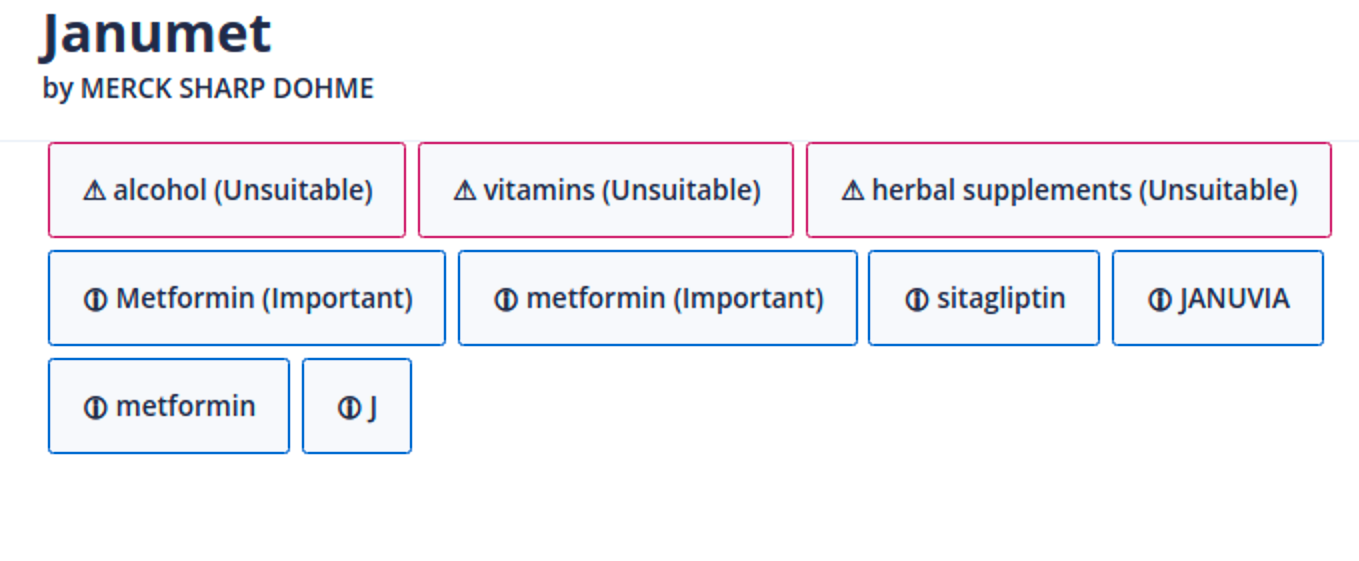 Janumet
by MERCK SHARP DOHME
⚠ alcohol (Unsuitable) ⚠ vitamins (Unsuitable) ⚠ herbal supplements (Unsuitable)
Metformin (Important) metformin (Important) sitagliptin JANUVIA
metformin J